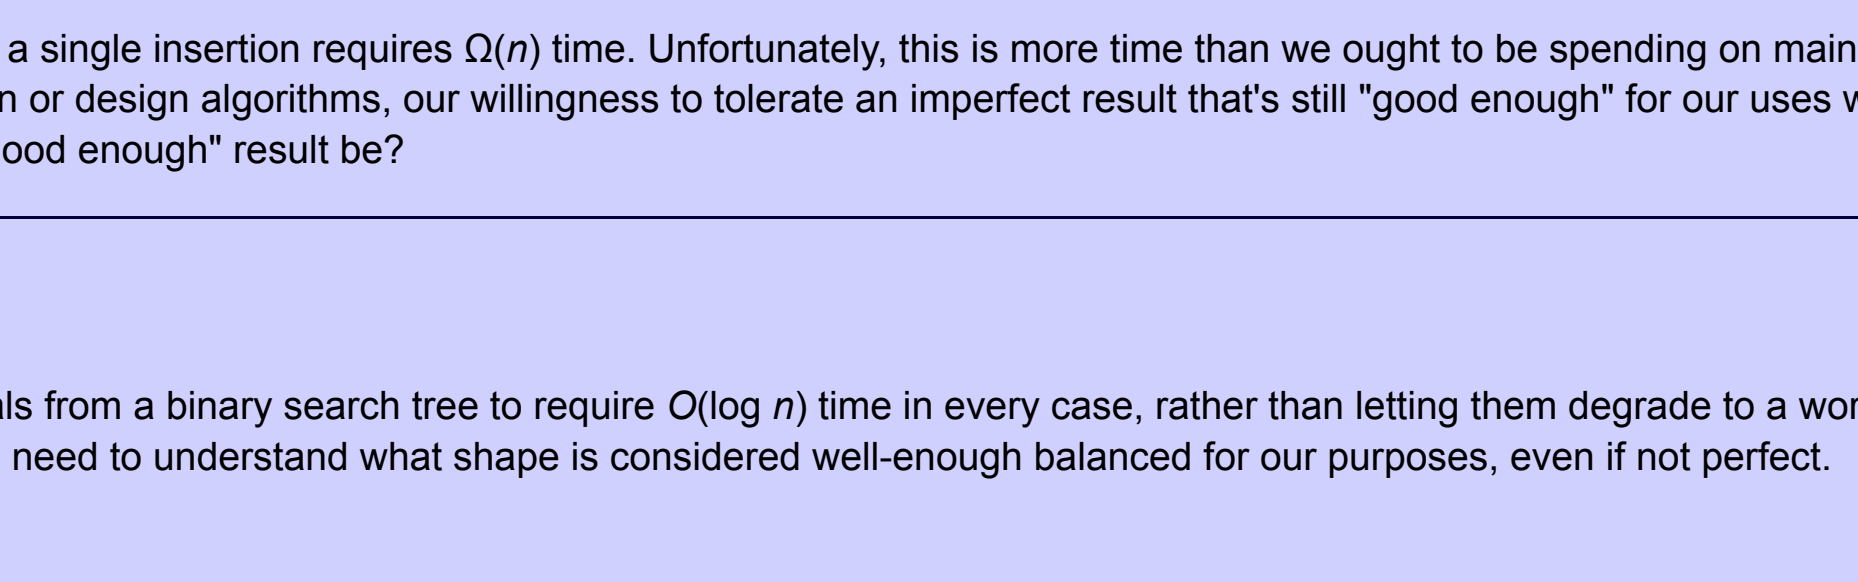 a single insertion requires Ω(n) time. Unfortunately, this is more time than we ought to be spending on main
n or design algorithms, our willingness to tolerate an imperfect result that's still "good enough" for our uses w
ood enough" result be?
ls from a binary search tree to require O(log n) time in every case, rather than letting them degrade to a wor
need to understand what shape is considered well-enough balanced for our purposes, even if not perfect.